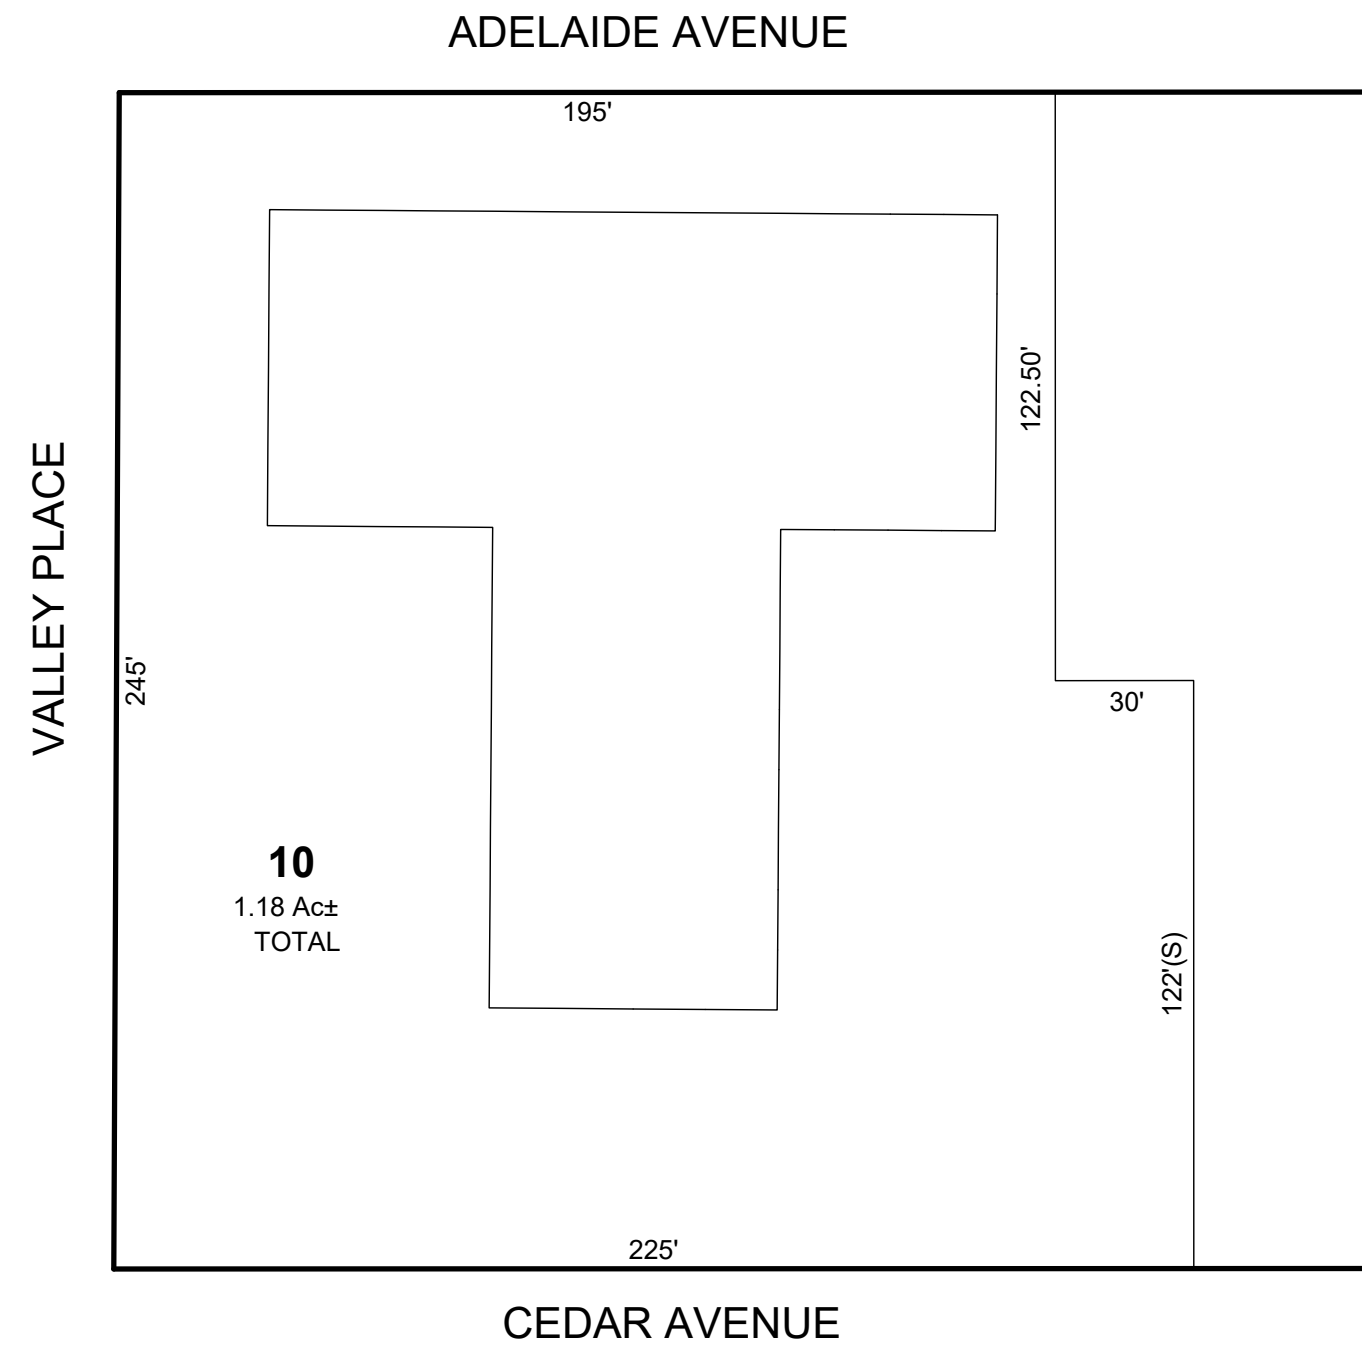 ADELAIDE AVENUE
195'
122.50'
VALLEY PLACE
245'
30'
10
1.18 Ac±
TOTAL
122'(S)
225'
CEDAR AVENUE